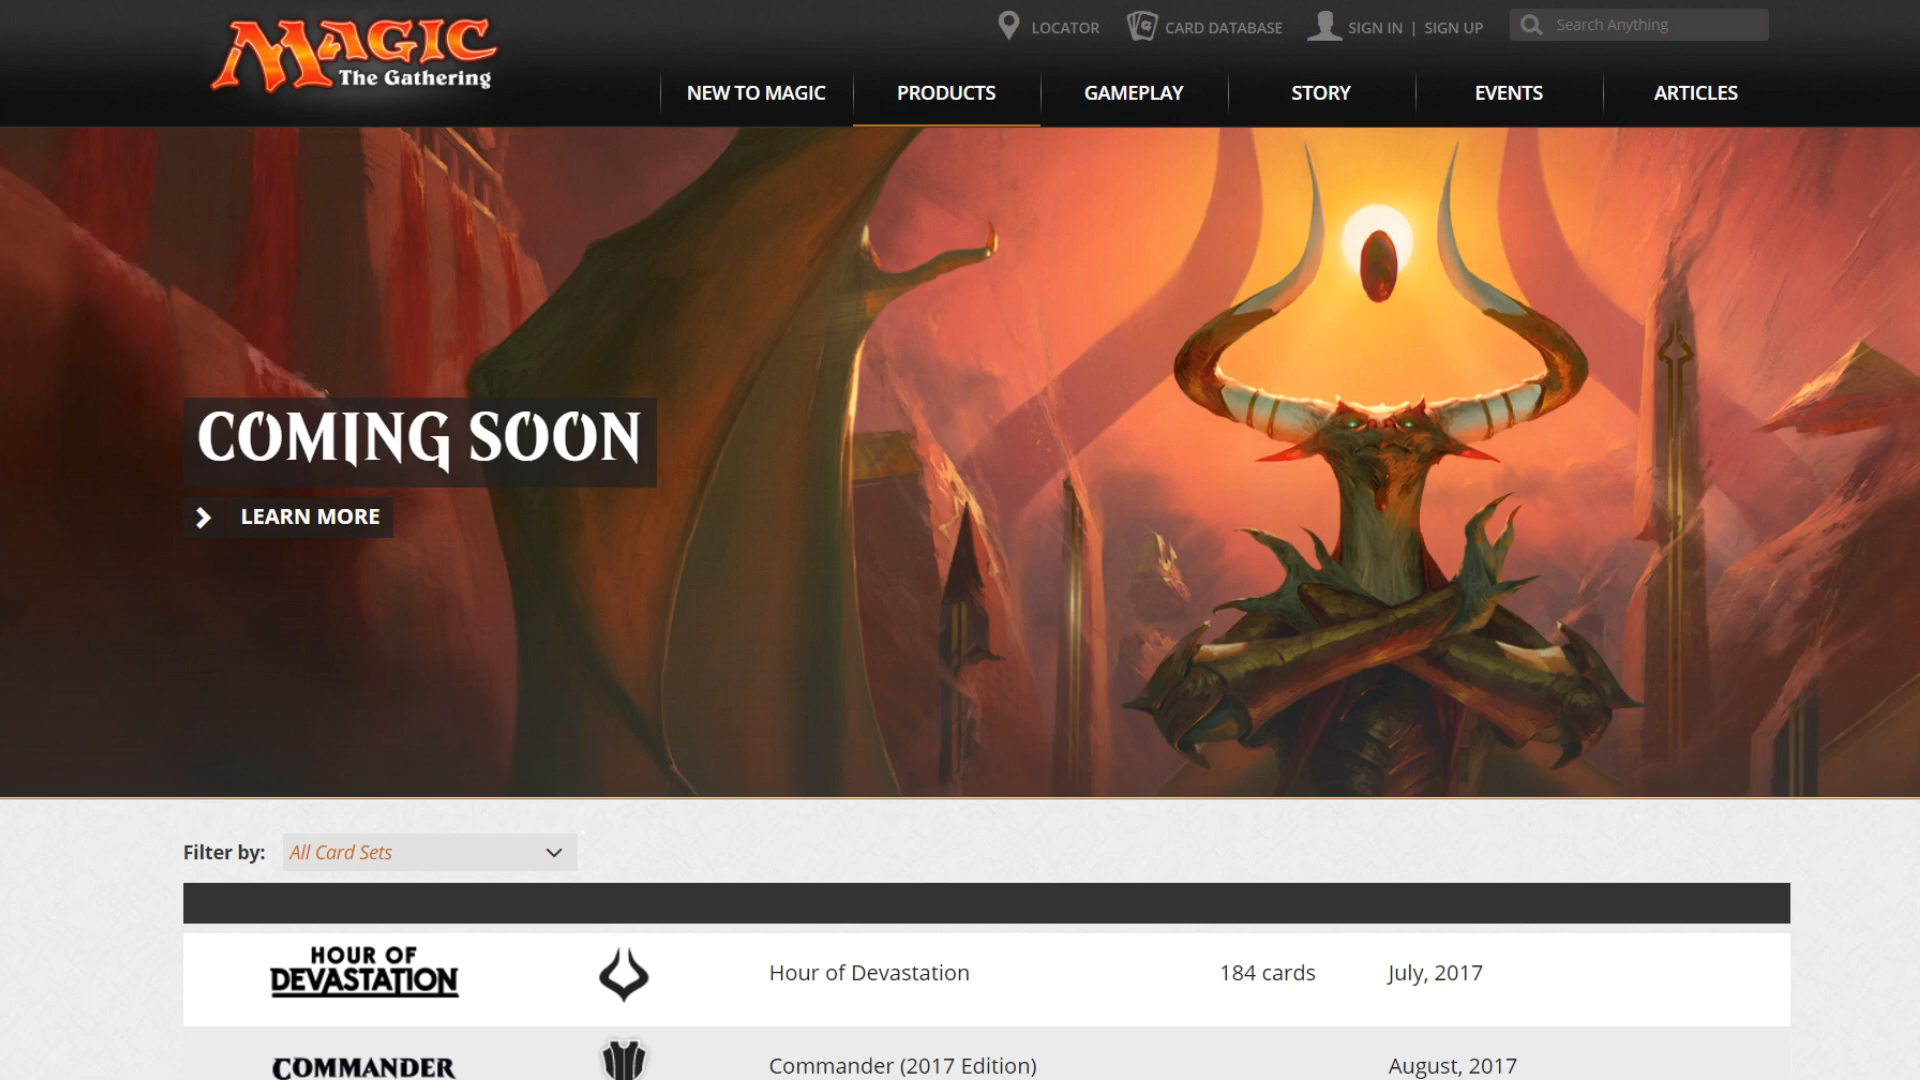 MAGIC
The Gathering
LOCATOR
CARD DATABASE
SIGN IN | SIGN UP
Search Anything
NEW TO MAGIC
PRODUCTS
GAMEPLAY
STORY
EVENTS
ARTICLES
COMING SOON
LEARN MORE
Filter by: All Card Sets
HOUR OF
DEVASTATION
Hour of Devastation 184 cards July, 2017
COMMANDER
Commander (2017 Edition) August, 2017